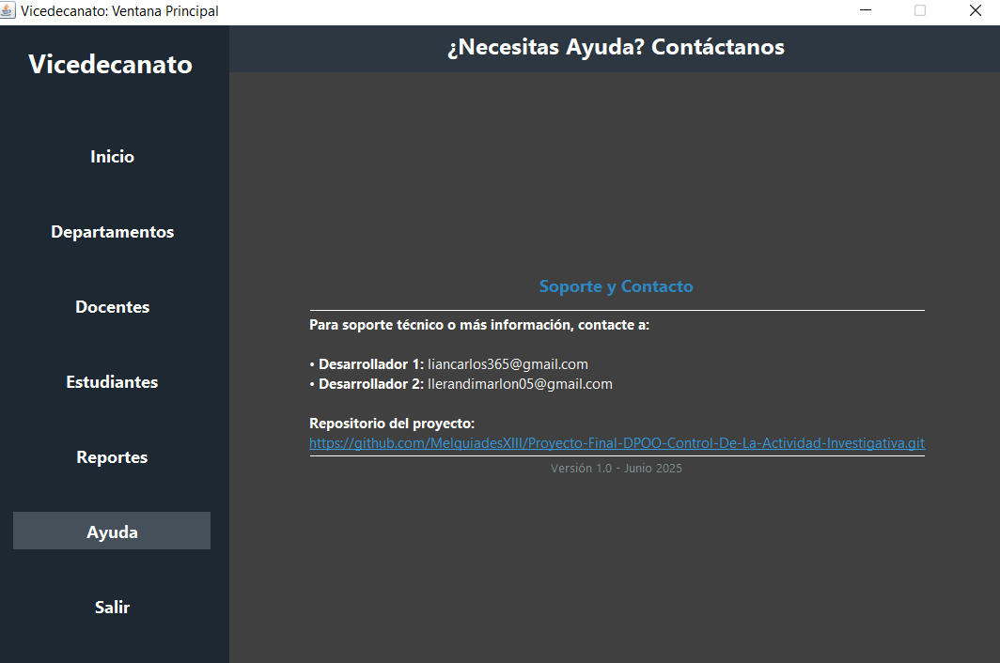 Vicedecanato: Ventana Principal
Vicedecanato
Inicio
Departamentos
Docentes
Estudiantes
Reportes
Ayuda
Salir
¿Necesitas Ayuda? Contáctanos
Soporte y Contacto
Para soporte técnico o más información, contacte a:
• Desarrollador 1: liancarlos365@gmail.com
• Desarrollador 2: llerandimarlon05@gmail.com
Repositorio del proyecto:
https://github.com/MelquiadesXIII/Proyecto-Final-DPOO-Control-De-La-Actividad-Investigativa.git
Versión 1.0 - Junio 2025